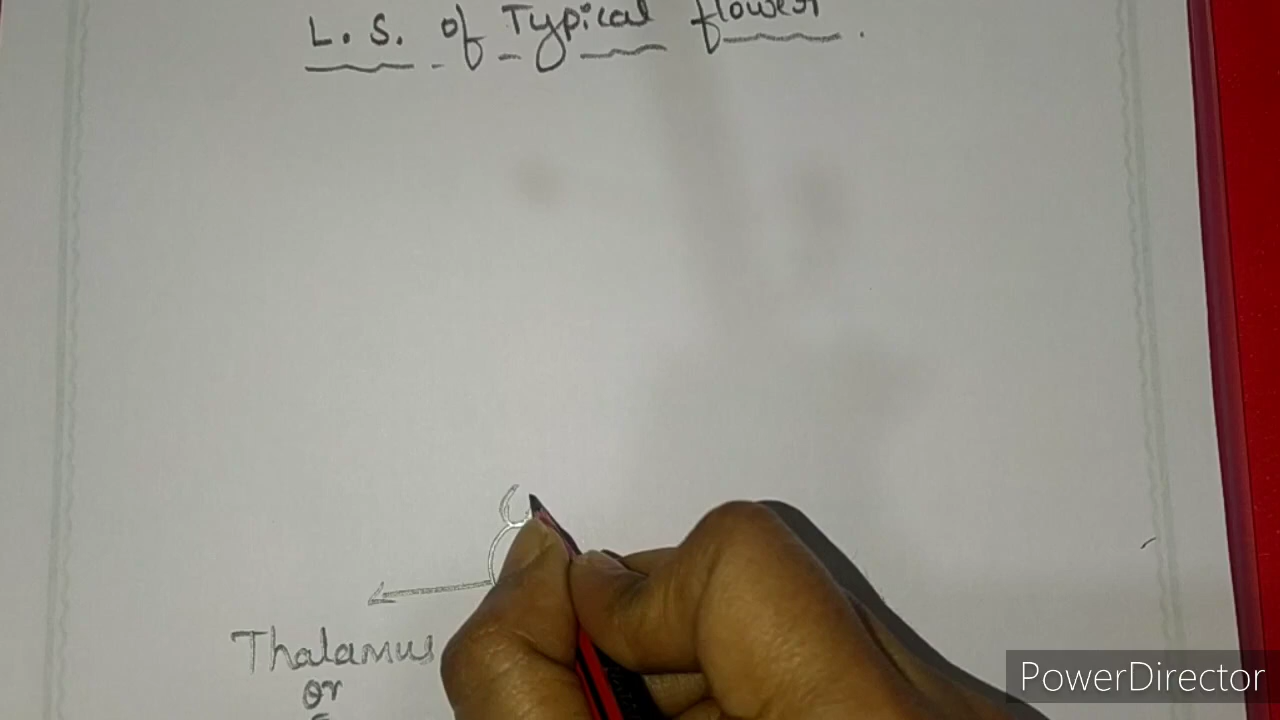 L. S. of Typical flower.
Thalamus
or
PowerDirector